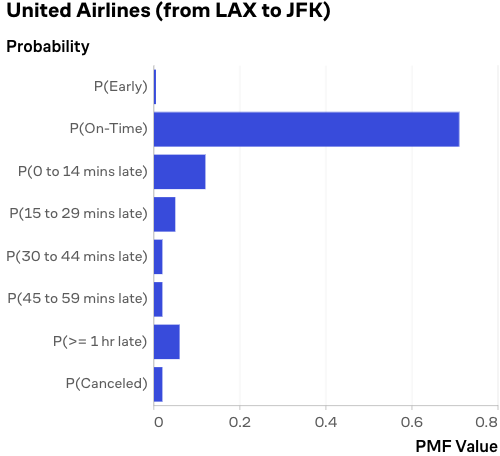 United Airlines (from LAX to JFK)
Probability
P(Early)
P(On-Time)
P(0 to 14 mins late)
P(15 to 29 mins late)
P(30 to 44 mins late)
P(45 to 59 mins late)
P(>= 1 hr late)
P(Canceled)
0 0.2 0.4 0.6 0.8
PMF Value